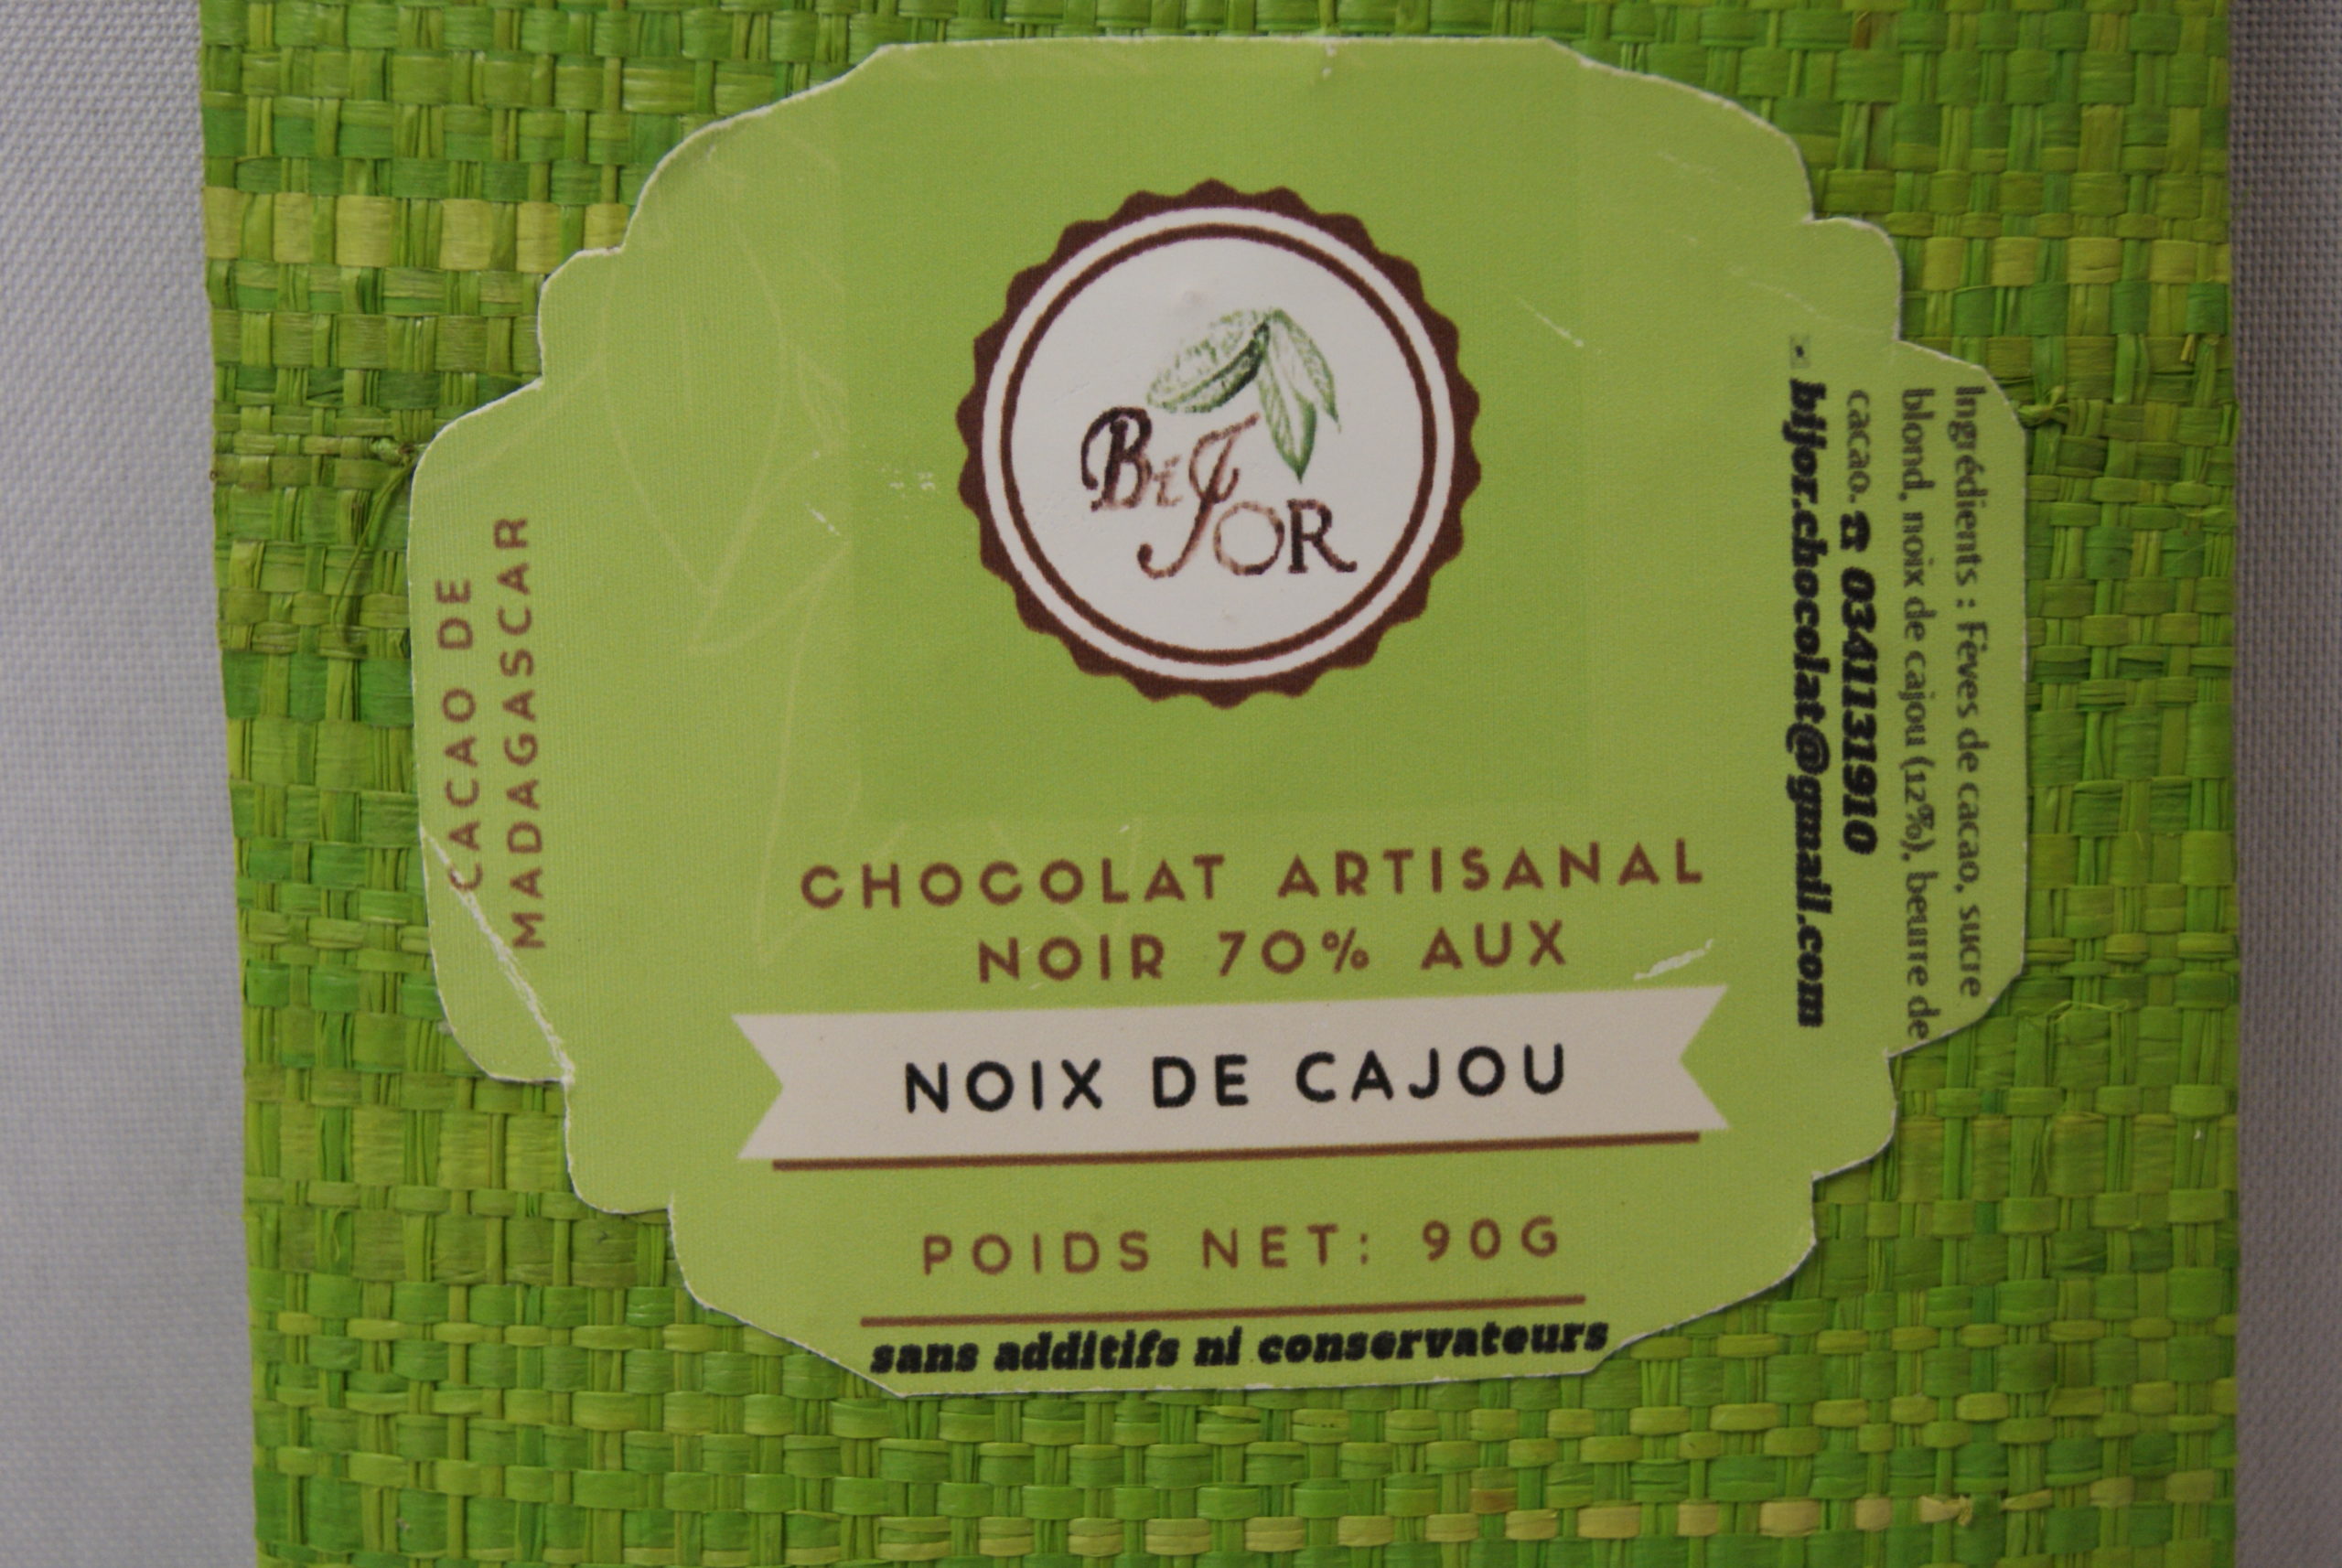 BiJOR
CHOCOLAT ARTISANAL
NOIR 70% AUX
NOIX DE CAJOU
POIDS NET: 90G
sans additifs ni conservateurs
CACAO DE
MADAGASCAR
Ingrédients : Fèves de cacao, sucre
blond, noix de cajou (12%), beurre de
cacao. ☎ 0341131910
bijor.chocolat@gmail.com